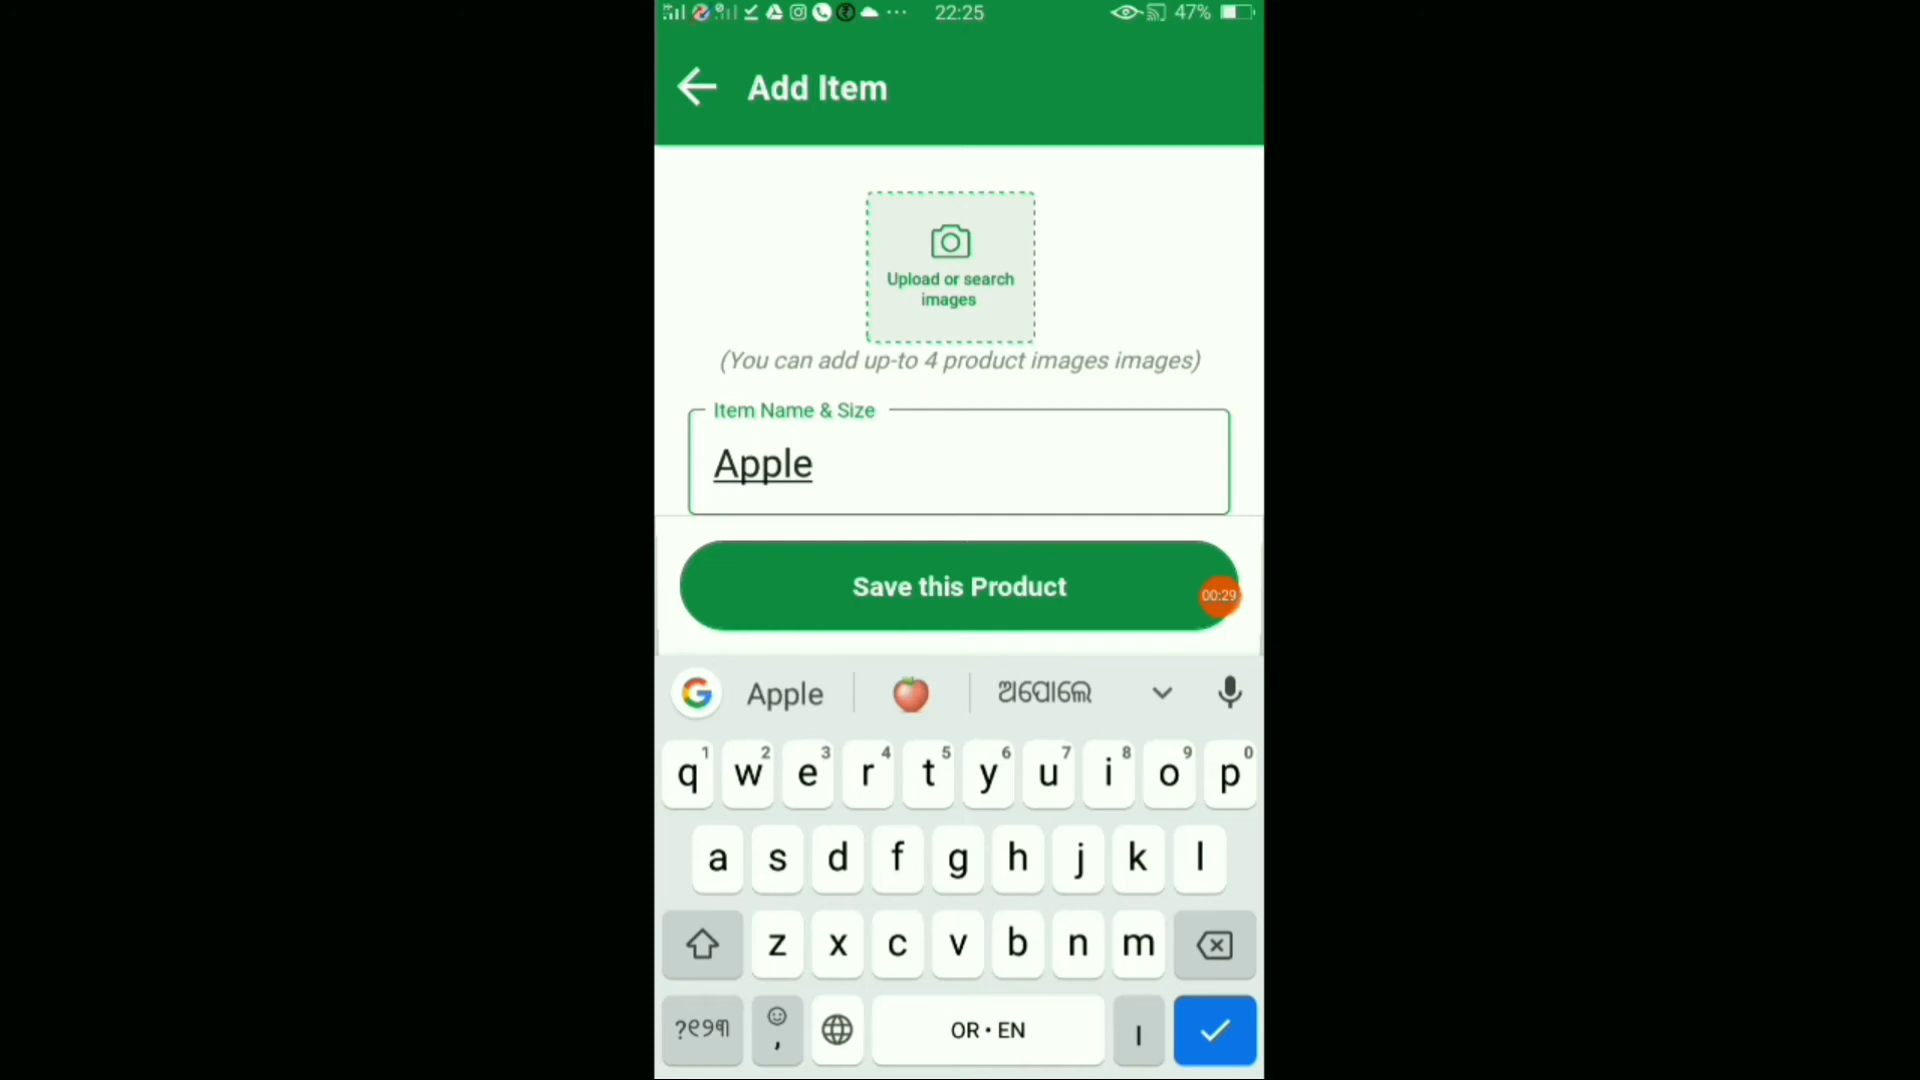 22:25 47%
Add Item
Upload or search
images
(You can add up-to 4 product images images)
Item Name & Size
Apple
Save this Product
00:29
Apple ଅପୋଲେ
1 2 3 4 5 6 7 8 9 0
q w e r t y u i o p
a s d f g h j k l
z x c v b n m
?୧୨୩ , OR • EN ।